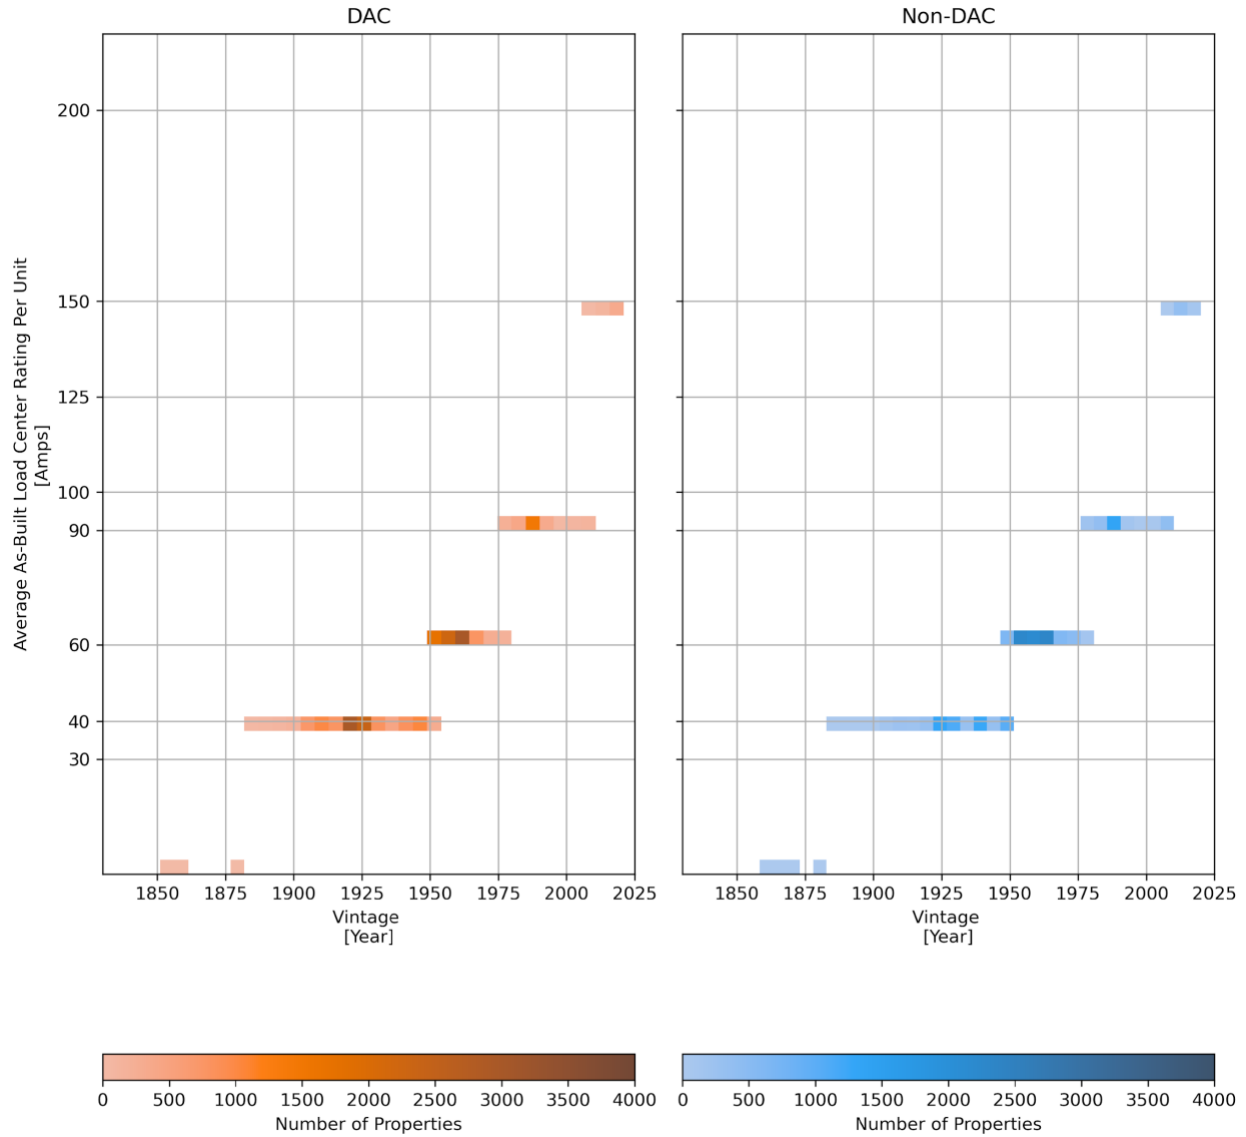 DAC
Non-DAC
Average As-Built Load Center Rating Per Unit
[Amps]
200
150
125
100
90
60
40
30
1850 1875 1900 1925 1950 1975 2000 2025
1850 1875 1900 1925 1950 1975 2000 2025
Vintage
[Year]
Vintage
[Year]
0 500 1000 1500 2000 2500 3000 3500 4000
0 500 1000 1500 2000 2500 3000 3500 4000
Number of Properties
Number of Properties